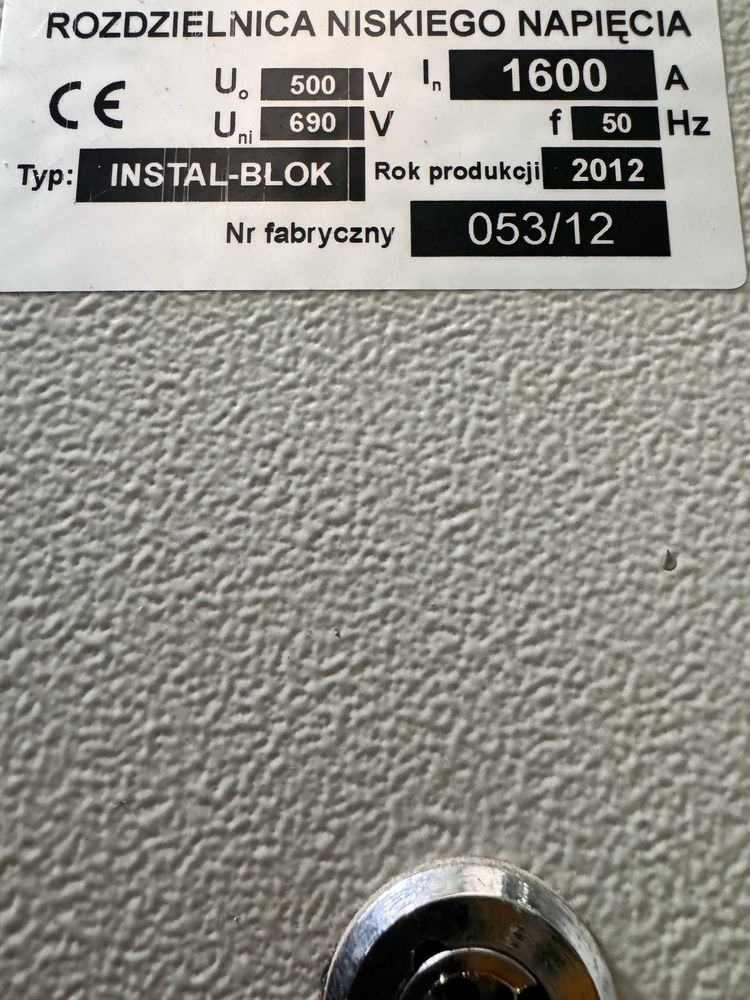 ROZDZIELNICA NISKIEGO NAPIĘCIA
CE Uo 500 V In 1600 A
Uni 690 V f 50 Hz
Typ: INSTAL-BLOK Rok produkcji 2012
Nr fabryczny 053/12